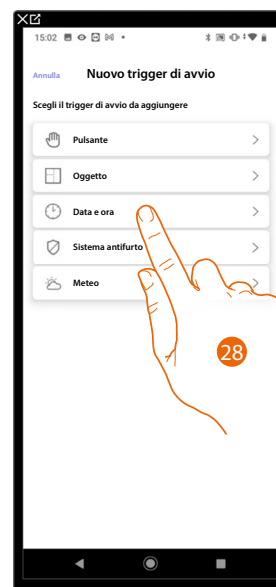 15:02
Annulla Nuovo trigger di avvio
Scegli il trigger di avvio da aggiungere
Pulsante
Oggetto
Data e ora
Sistema antifurto
Meteo
28